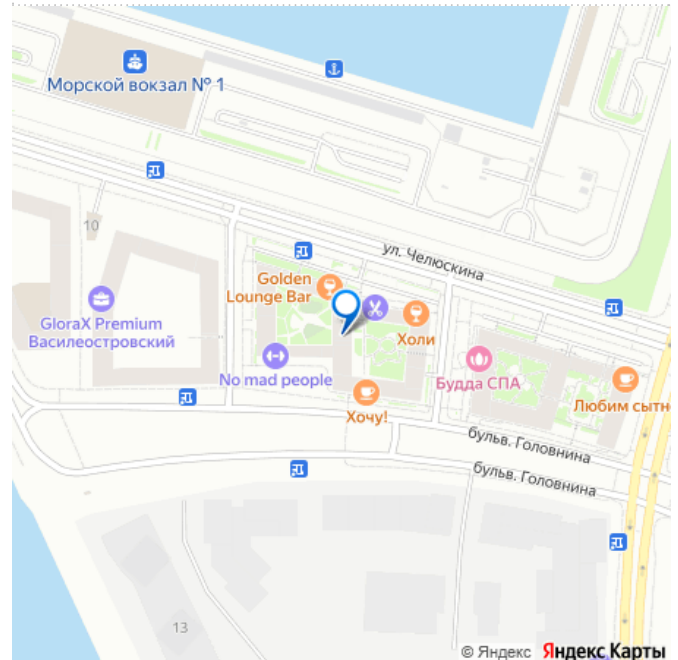 Морской вокзал № 1
ул. Челюскина
10
Golden
Lounge Bar
GloraX Premium
Василеостровский
Холи
No mad people
Будда СПА
Хочу!
Любим сытн
бульв. Головнина
бульв. Головнина
13
© Яндекс Яндекс Карты